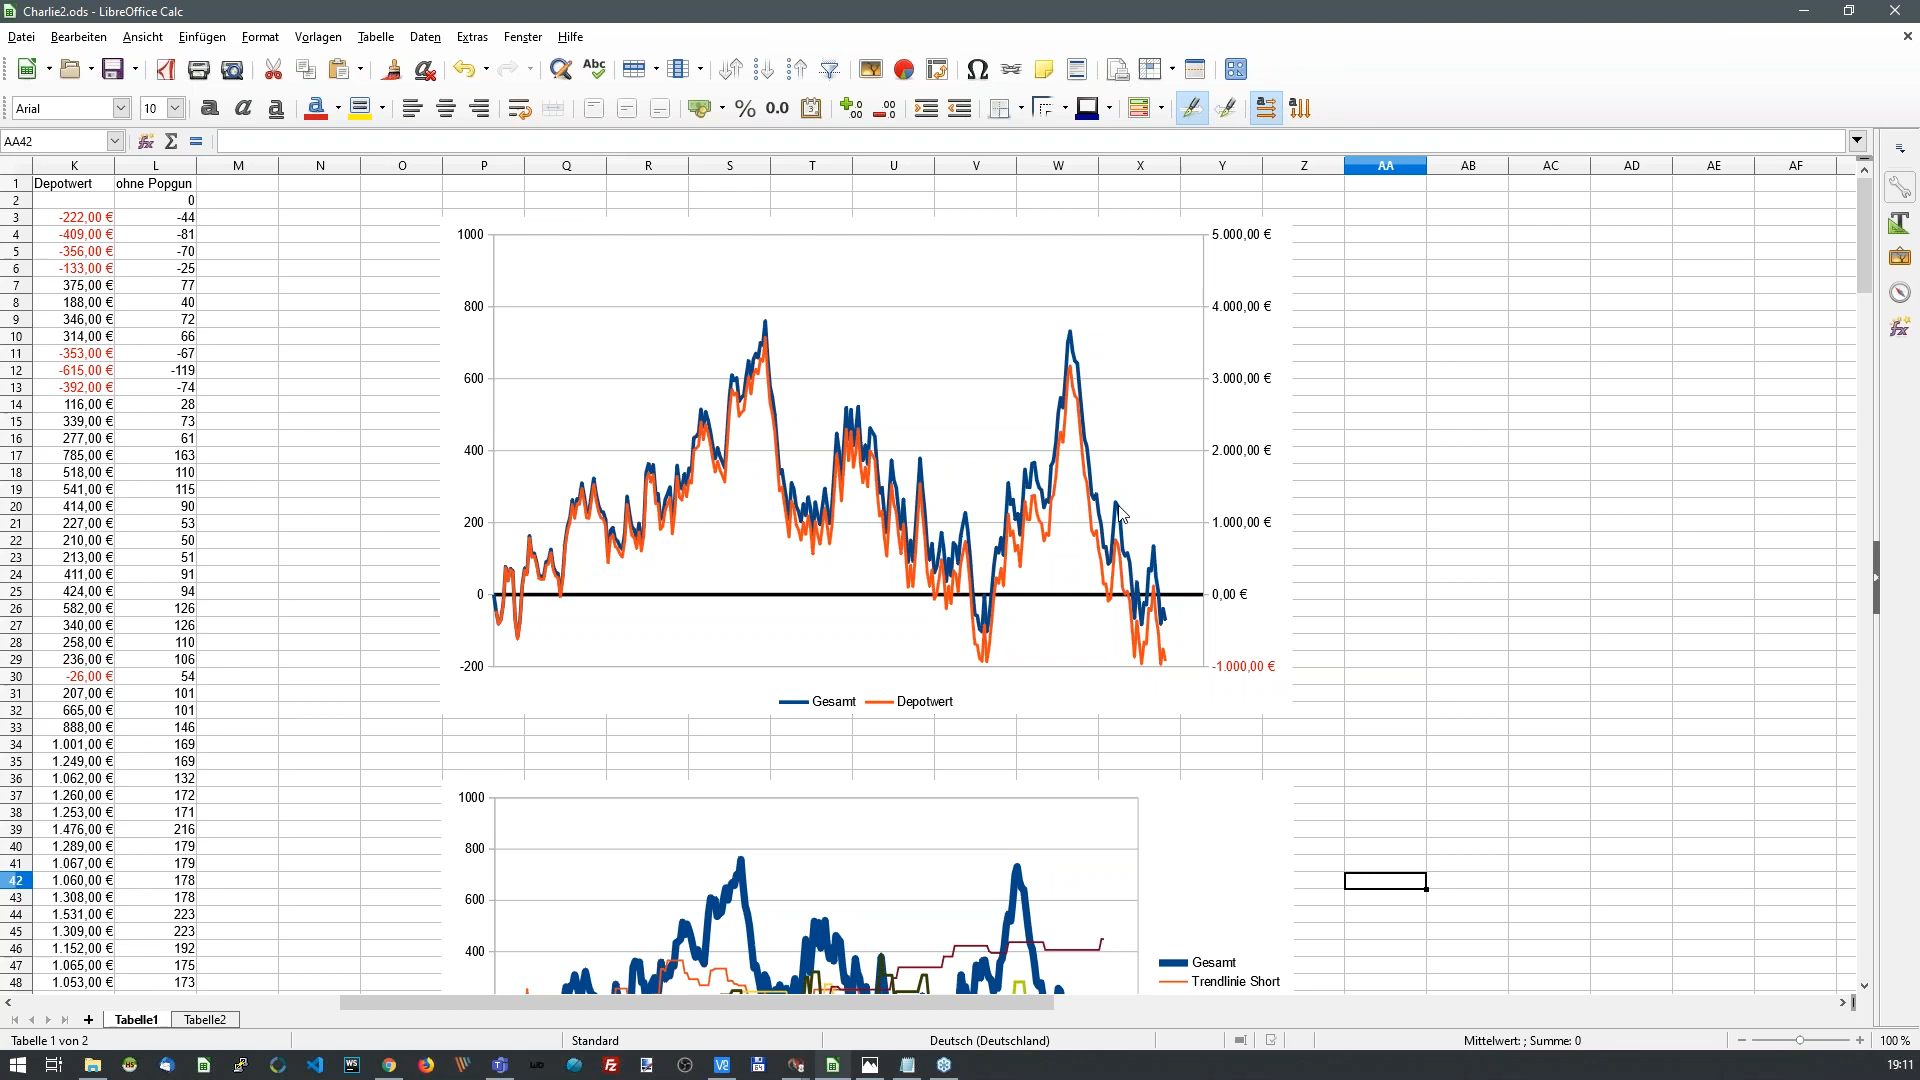 Charlie2.ods - LibreOffice Calc
Datei Bearbeiten Ansicht Einfügen Format Vorlagen Tabelle Daten Extras Fenster Hilfe
Arial 10
AA42
K L M N O P Q R S T U V W X Y Z AA AB AC AD AE AF
1 Depotwert ohne Popgun
2 0
3 -222,00 € -44
4 -409,00 € -81
5 -356,00 € -70
6 -133,00 € -25
7 375,00 € 77
8 188,00 € 40
9 346,00 € 72
10 314,00 € 66
11 -353,00 € -67
12 -615,00 € -119
13 -392,00 € -74
14 116,00 € 28
15 339,00 € 73
16 277,00 € 61
17 785,00 € 163
18 518,00 € 110
19 541,00 € 115
20 414,00 € 90
21 227,00 € 53
22 210,00 € 50
23 213,00 € 51
24 411,00 € 91
25 424,00 € 94
26 582,00 € 126
27 340,00 € 126
28 258,00 € 110
29 236,00 € 106
30 -26,00 € 54
31 207,00 € 101
32 665,00 € 101
33 888,00 € 146
34 1.001,00 € 169
35 1.249,00 € 169
36 1.062,00 € 132
37 1.260,00 € 172
38 1.253,00 € 171
39 1.476,00 € 216
40 1.289,00 € 179
41 1.067,00 € 179
42 1.060,00 € 178
43 1.308,00 € 178
44 1.531,00 € 223
45 1.309,00 € 223
46 1.152,00 € 192
47 1.065,00 € 175
48 1.053,00 € 173
1000 5.000,00 €
800 4.000,00 €
600 3.000,00 €
400 2.000,00 €
200 1.000,00 €
0 0,00 €
-200 -1.000,00 €
Gesamt Depotwert
1000
800
600
400
Gesamt
Trendlinie Short
Tabelle1 Tabelle2
Tabelle 1 von 2 Standard Deutsch (Deutschland) Mittelwert: ; Summe: 0 100 %
19:11